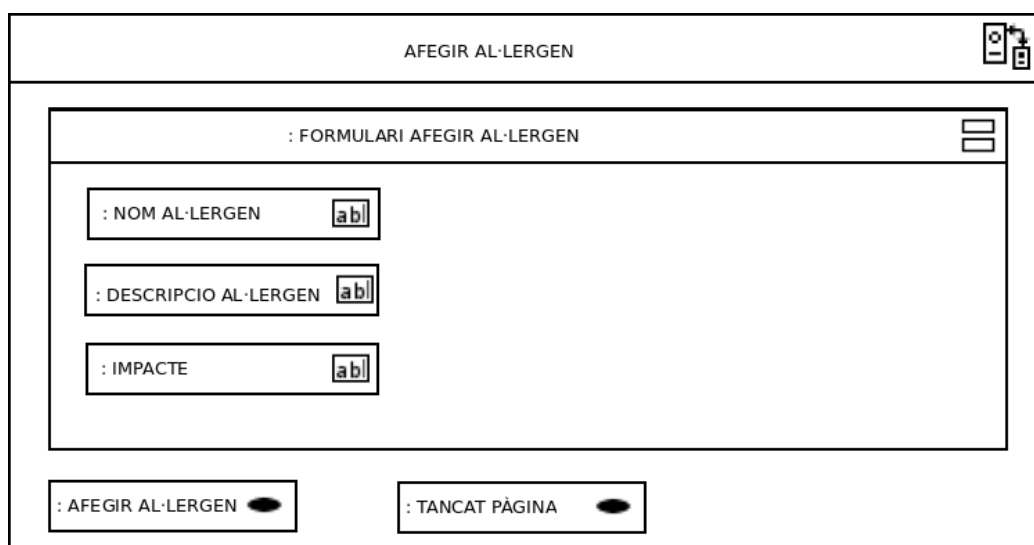 AFEGIR AL·LERGEN
: FORMULARI AFEGIR AL·LERGEN
: NOM AL·LERGEN abl
: DESCRIPCIO AL·LERGEN abl
: IMPACTE abl
: AFEGIR AL·LERGEN
: TANCAT PÀGINA